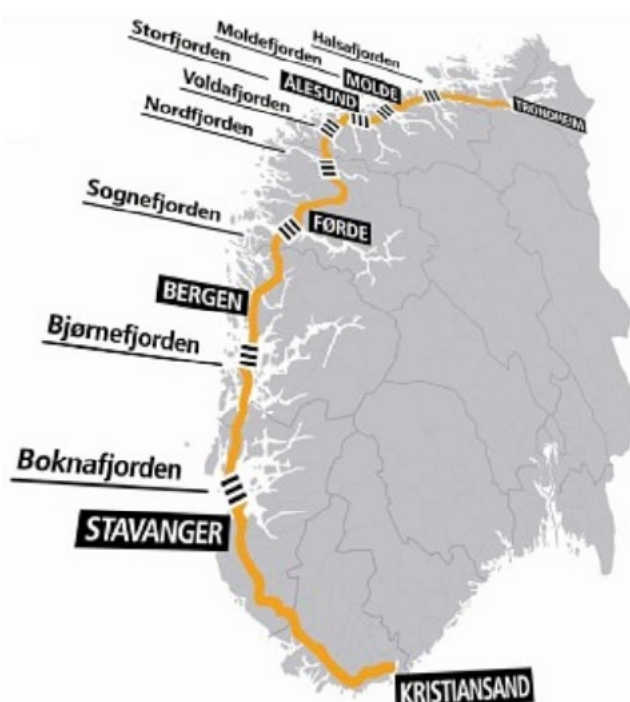 Halsafjorden
Moldefjorden
Storfjorden
MOLDE
ÅLESUND
Voldafjorden
TRONDHEIM
Nordfjorden
Sognefjorden
FØRDE
BERGEN
Bjørnefjorden
Boknafjorden
STAVANGER
KRISTIANSAND